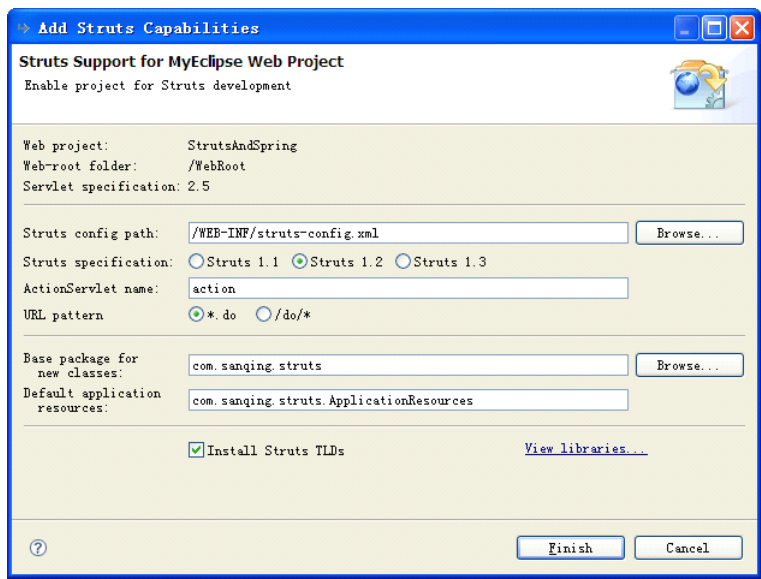 Add Struts Capabilities
Struts Support for MyEclipse Web Project
Enable project for Struts development
Web project: StrutsAndSpring
Web-root folder: /WebRoot
Servlet specification: 2.5
Struts config path: /WEB-INF/struts-config.xml Browse...
Struts specification: Struts 1.1 Struts 1.2 Struts 1.3
ActionServlet name: action
URL pattern *.do /do/*
Base package for
new classes: com.sanqing.struts Browse...
Default application
resources: com.sanqing.struts.ApplicationResources
Install Struts TLDs View libraries...
? Finish Cancel